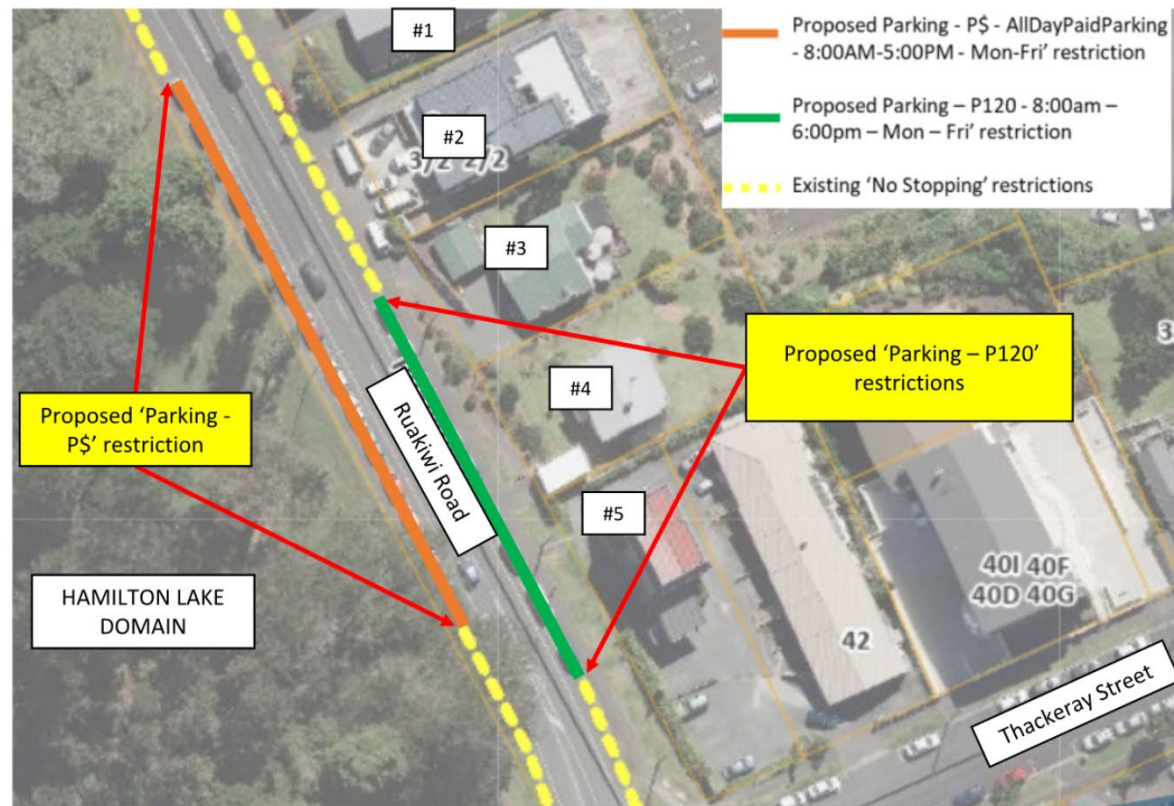 #1
Proposed Parking - P$ - AllDayPaidParking
- 8:00AM-5:00PM - Mon-Fri' restriction
Proposed Parking – P120 - 8:00am –
6:00pm – Mon – Fri' restriction
Existing 'No Stopping' restrictions
#2
3/2 2/2
#3
Proposed 'Parking – P120'
restrictions
#4
Proposed 'Parking -
P$' restriction
Ruakiwi Road
#5
HAMILTON LAKE
DOMAIN
40I 40F
40D 40G
42
Thackeray Street